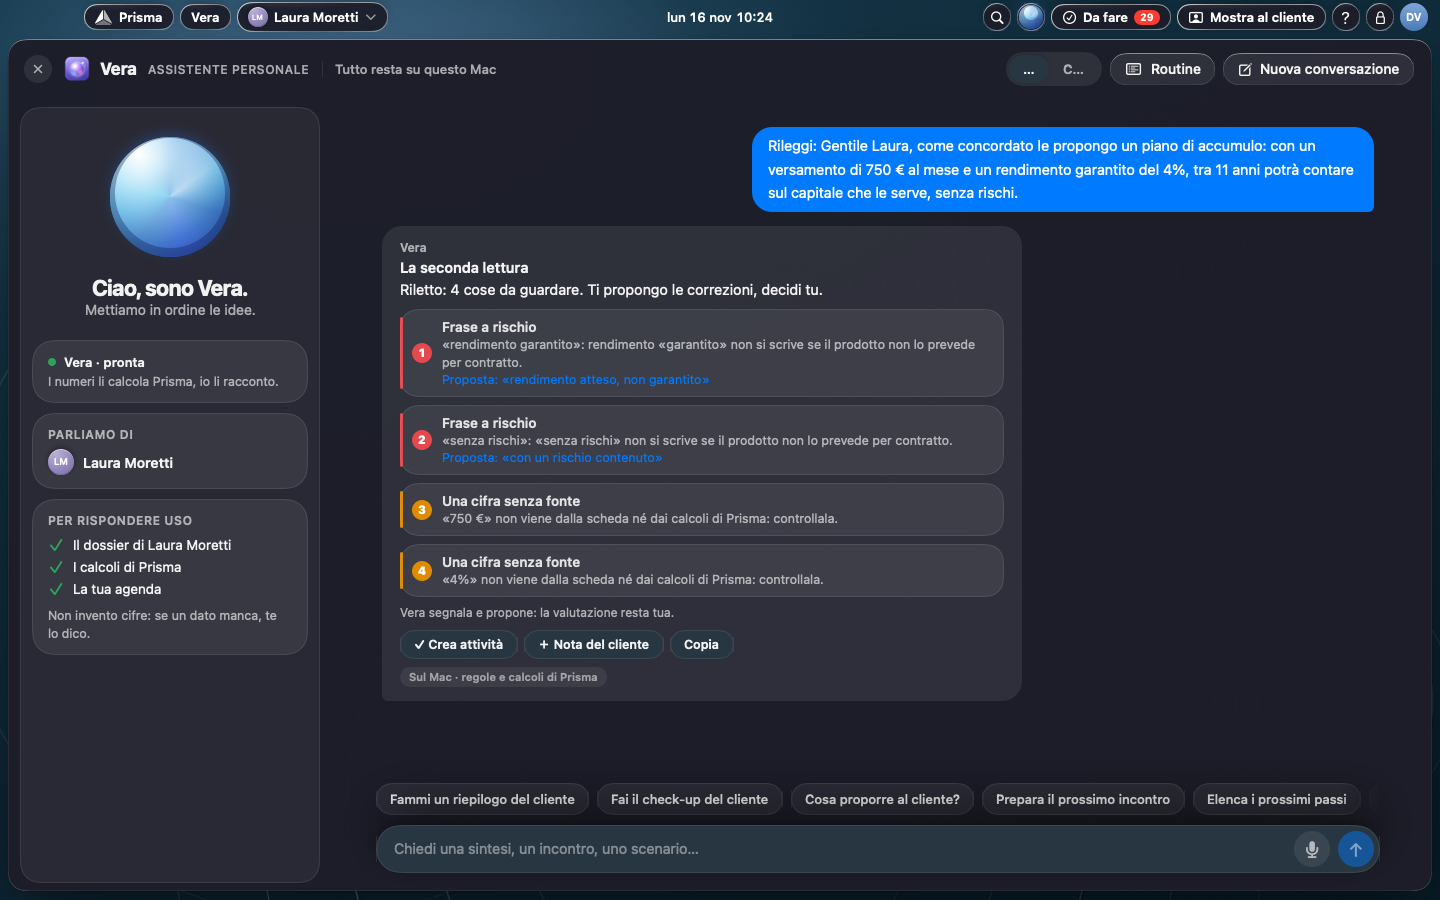 Prisma
Vera
LM Laura Moretti
lun 16 nov 10:24
Da fare 29
Mostra al cliente
?
DV
Vera ASSISTENTE PERSONALE
Tutto resta su questo Mac
...
C...
Routine
Nuova conversazione
Ciao, sono Vera.
Mettiamo in ordine le idee.
Vera · pronta
I numeri li calcola Prisma, io li racconto.
PARLIAMO DI
LM Laura Moretti
PER RISPONDERE USO
Il dossier di Laura Moretti
I calcoli di Prisma
La tua agenda
Non invento cifre: se un dato manca, te
lo dico.
Rileggi: Gentile Laura, come concordato le propongo un piano di accumulo: con un
versamento di 750 € al mese e un rendimento garantito del 4%, tra 11 anni potrà contare
sul capitale che le serve, senza rischi.
Vera
La seconda lettura
Riletto: 4 cose da guardare. Ti propongo le correzioni, decidi tu.
1
Frase a rischio
«rendimento garantito»: rendimento «garantito» non si scrive se il prodotto non lo prevede
per contratto.
Proposta: «rendimento atteso, non garantito»
2
Frase a rischio
«senza rischi»: «senza rischi» non si scrive se il prodotto non lo prevede per contratto.
Proposta: «con un rischio contenuto»
3
Una cifra senza fonte
«750 €» non viene dalla scheda né dai calcoli di Prisma: controllala.
4
Una cifra senza fonte
«4%» non viene dalla scheda né dai calcoli di Prisma: controllala.
Vera segnala e propone: la valutazione resta tua.
✓ Crea attività
+ Nota del cliente
Copia
Sul Mac · regole e calcoli di Prisma
Fammi un riepilogo del cliente
Fai il check-up del cliente
Cosa proporre al cliente?
Prepara il prossimo incontro
Elenca i prossimi passi
Chiedi una sintesi, un incontro, uno scenario...